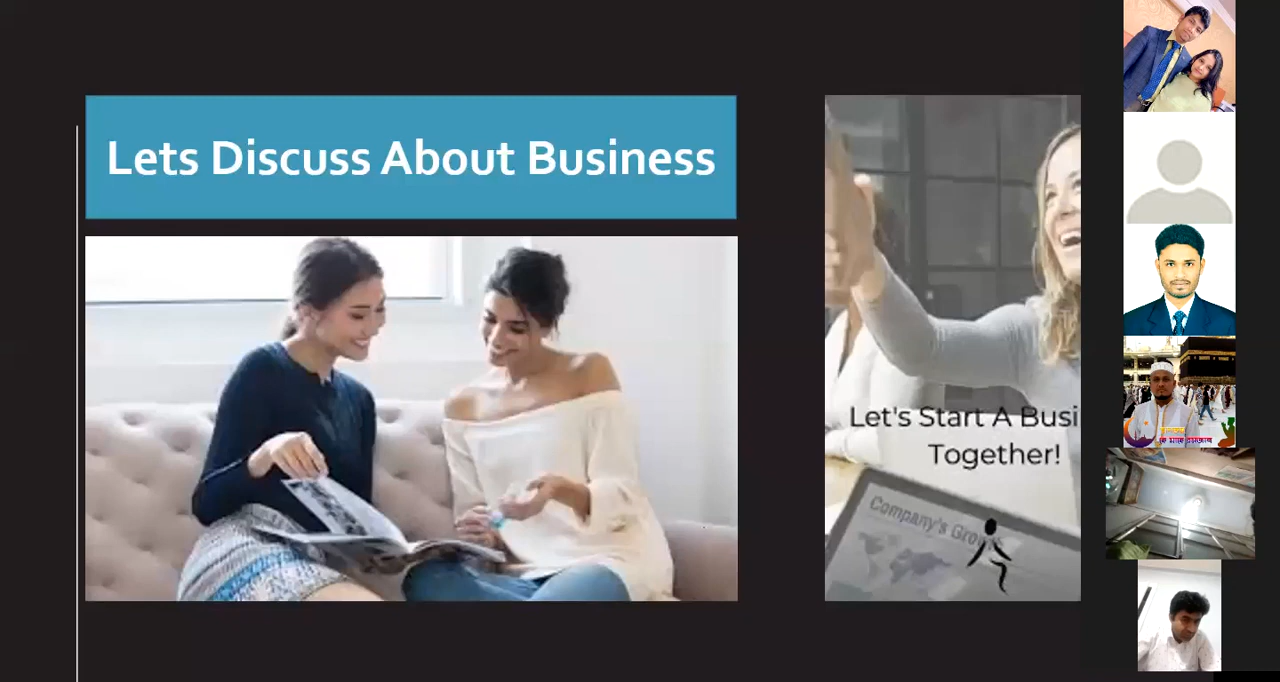 Lets Discuss About Business
Let's Start A Busi
Together!
Company's Gro